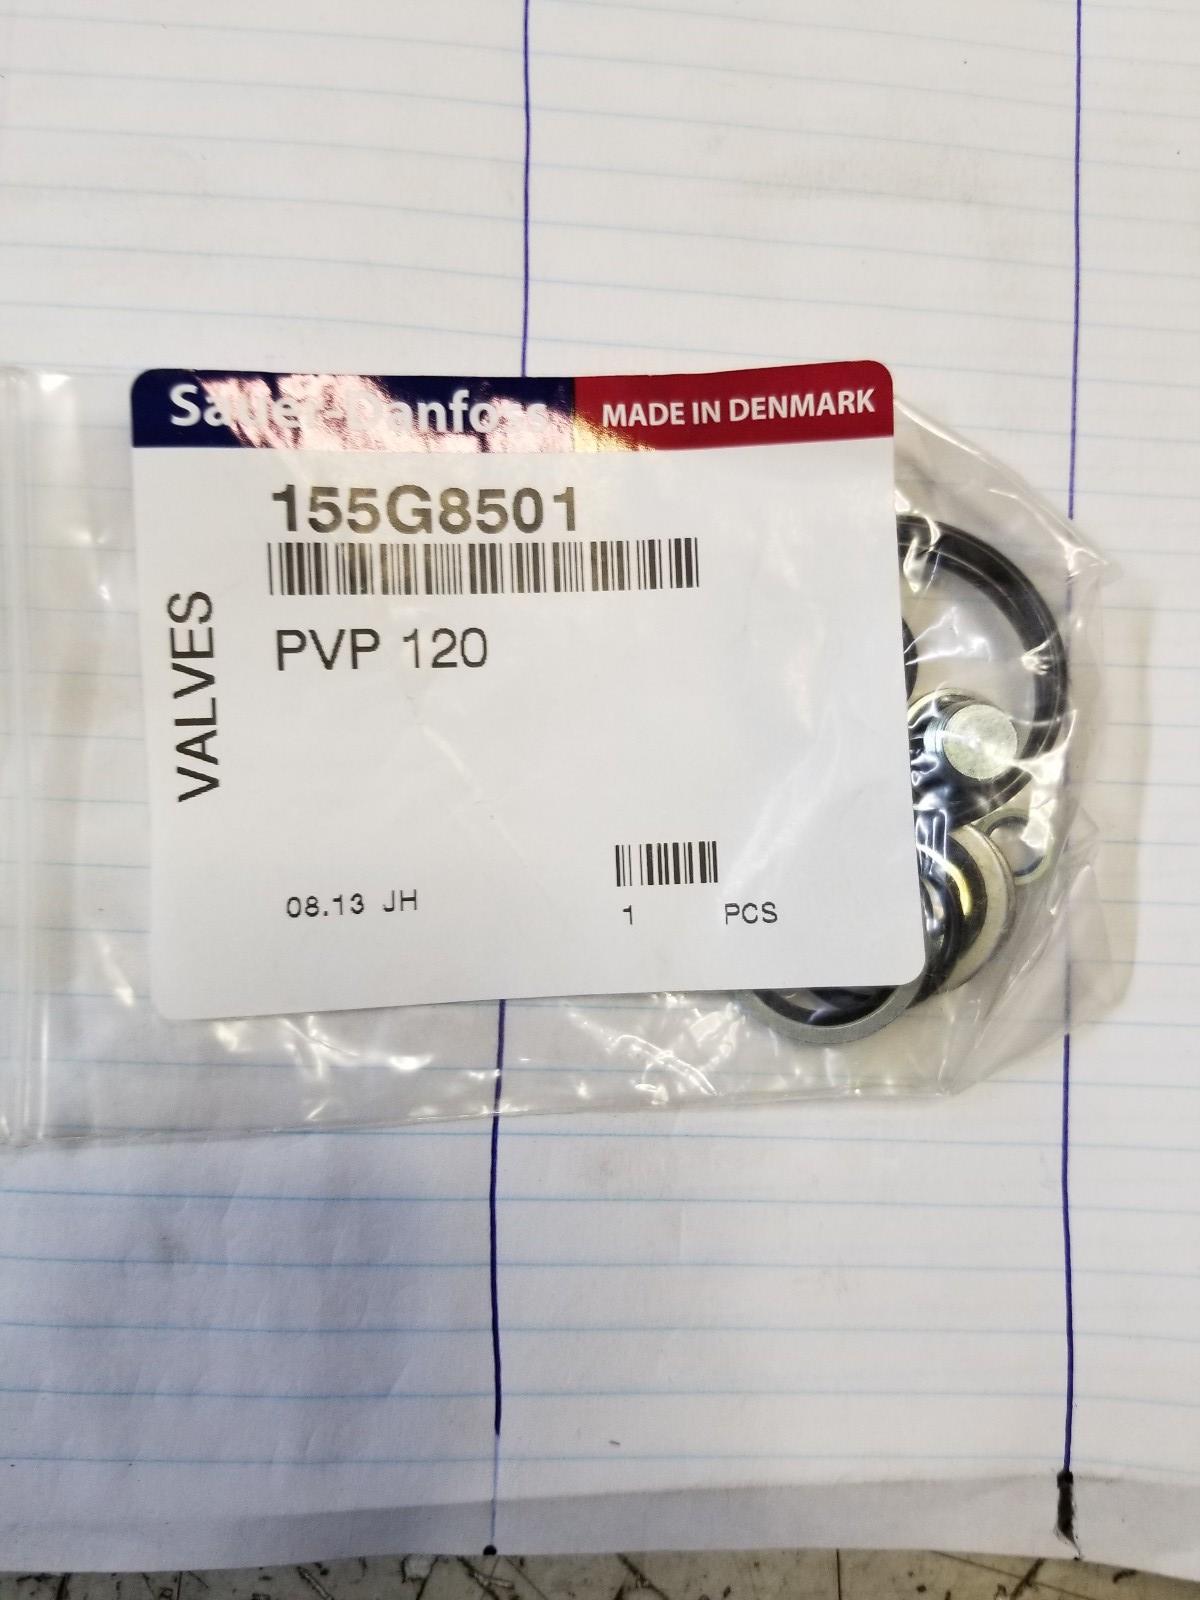 Sauer-Danfoss MADE IN DENMARK
155G8501
VALVES
PVP 120
08.13 JH
1 PCS